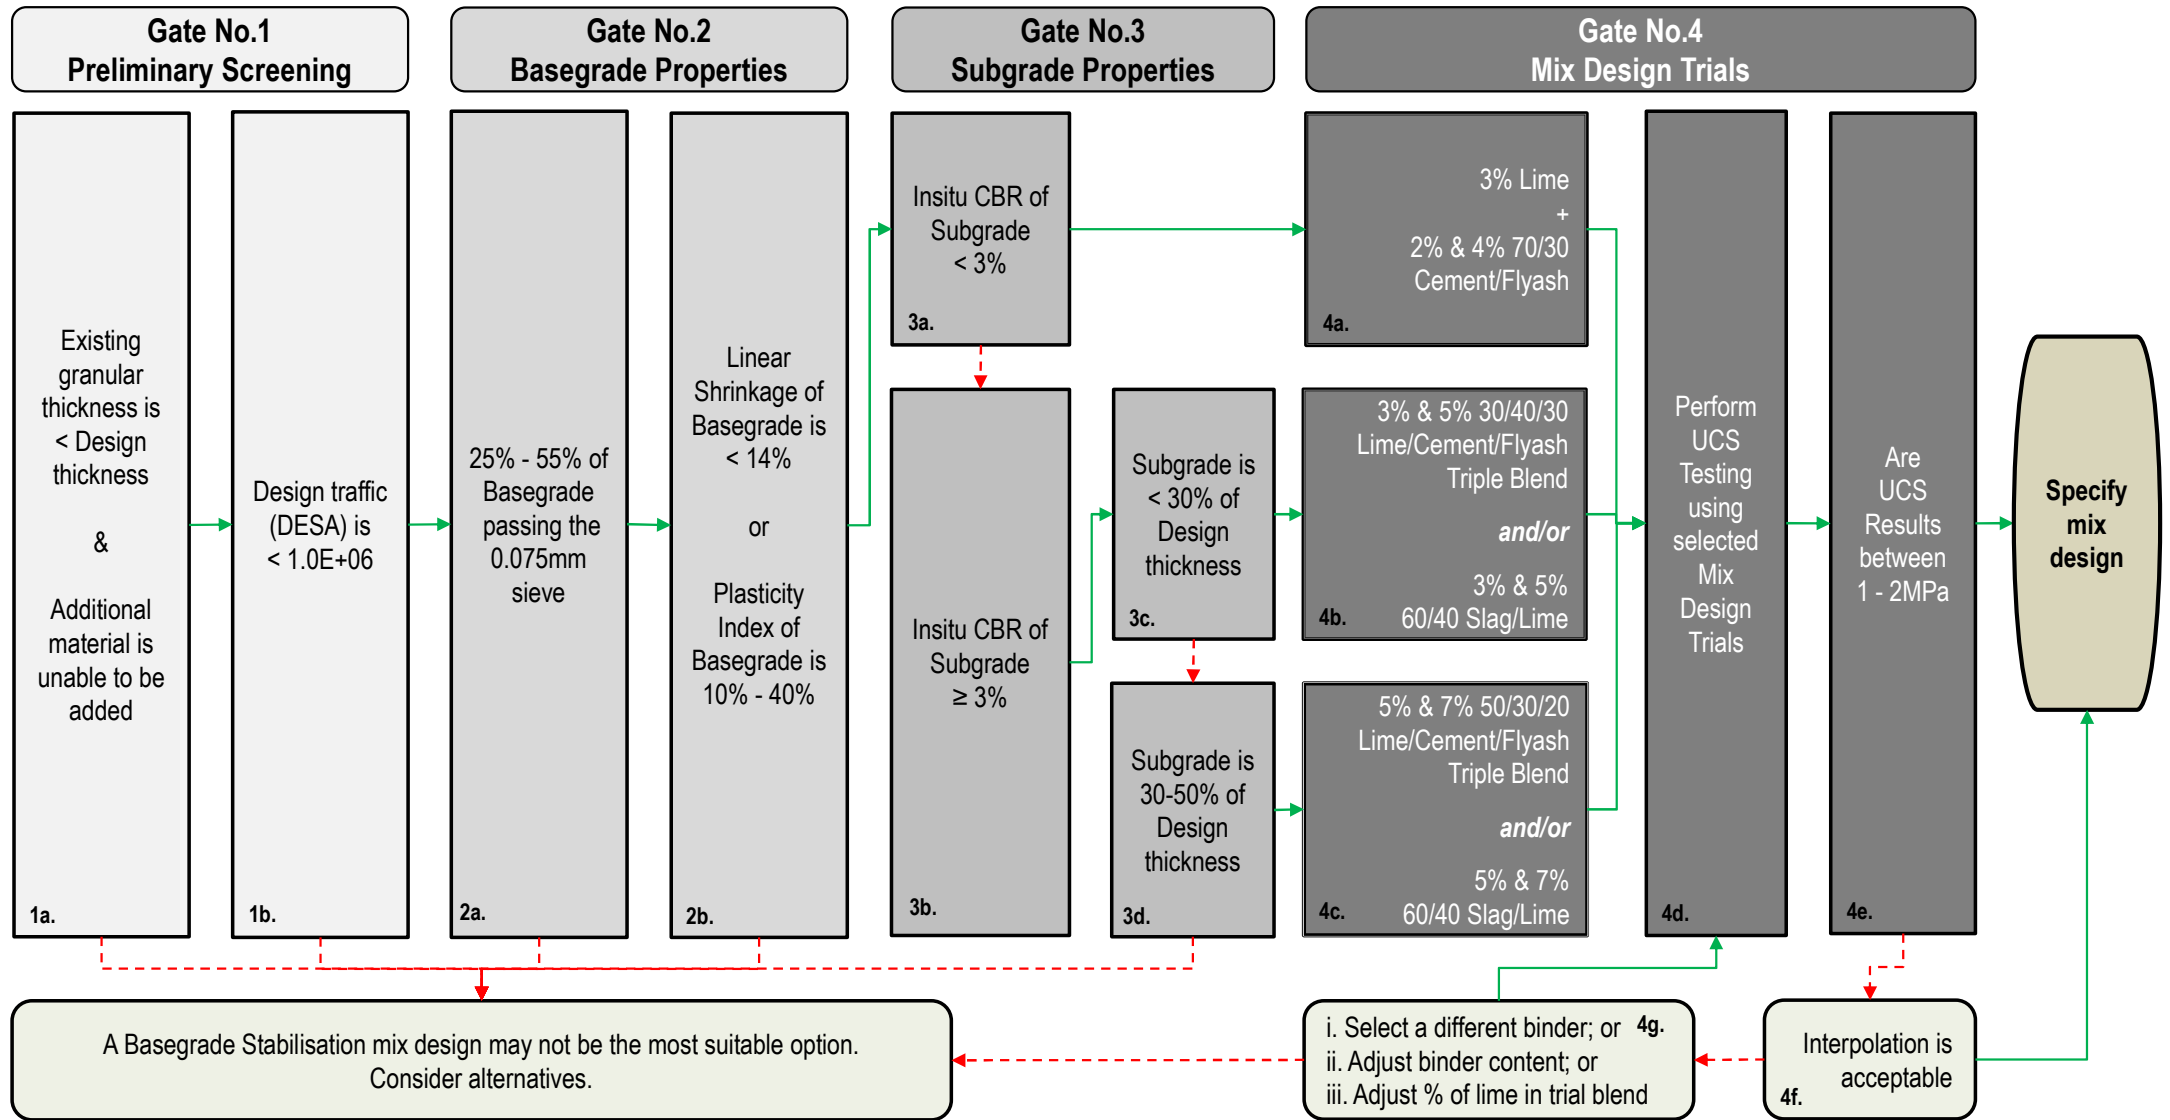 Gate No.1
Preliminary Screening
Gate No.2
Basegrade Properties
Gate No.3
Subgrade Properties
Gate No.4
Mix Design Trials
Existing
granular
thickness is
< Design
thickness
&
Additional
material is
unable to be
added
1a.
Design traffic
(DESA) is
< 1.0E+06
1b.
25% - 55% of
Basegrade
passing the
0.075mm
sieve
2a.
Linear
Shrinkage of
Basegrade is
< 14%
or
Plasticity
Index of
Basegrade is
10% - 40%
2b.
Insitu CBR of
Subgrade
< 3%
3a.
Insitu CBR of
Subgrade
≥ 3%
3b.
Subgrade is
< 30% of
Design
thickness
3c.
Subgrade is
30-50% of
Design
thickness
3d.
3% Lime
+
2% & 4% 70/30
Cement/Flyash
4a.
3% & 5% 30/40/30
Lime/Cement/Flyash
Triple Blend
and/or
3% & 5%
60/40 Slag/Lime
4b.
5% & 7% 50/30/20
Lime/Cement/Flyash
Triple Blend
and/or
5% & 7%
60/40 Slag/Lime
4c.
Perform
UCS
Testing
using
selected
Mix
Design
Trials
4d.
Are
UCS
Results
between
1 - 2MPa
4e.
Specify
mix
design
A Basegrade Stabilisation mix design may not be the most suitable option.
Consider alternatives.
i. Select a different binder; or 4g.
ii. Adjust binder content; or
iii. Adjust % of lime in trial blend
Interpolation is
acceptable
4f.